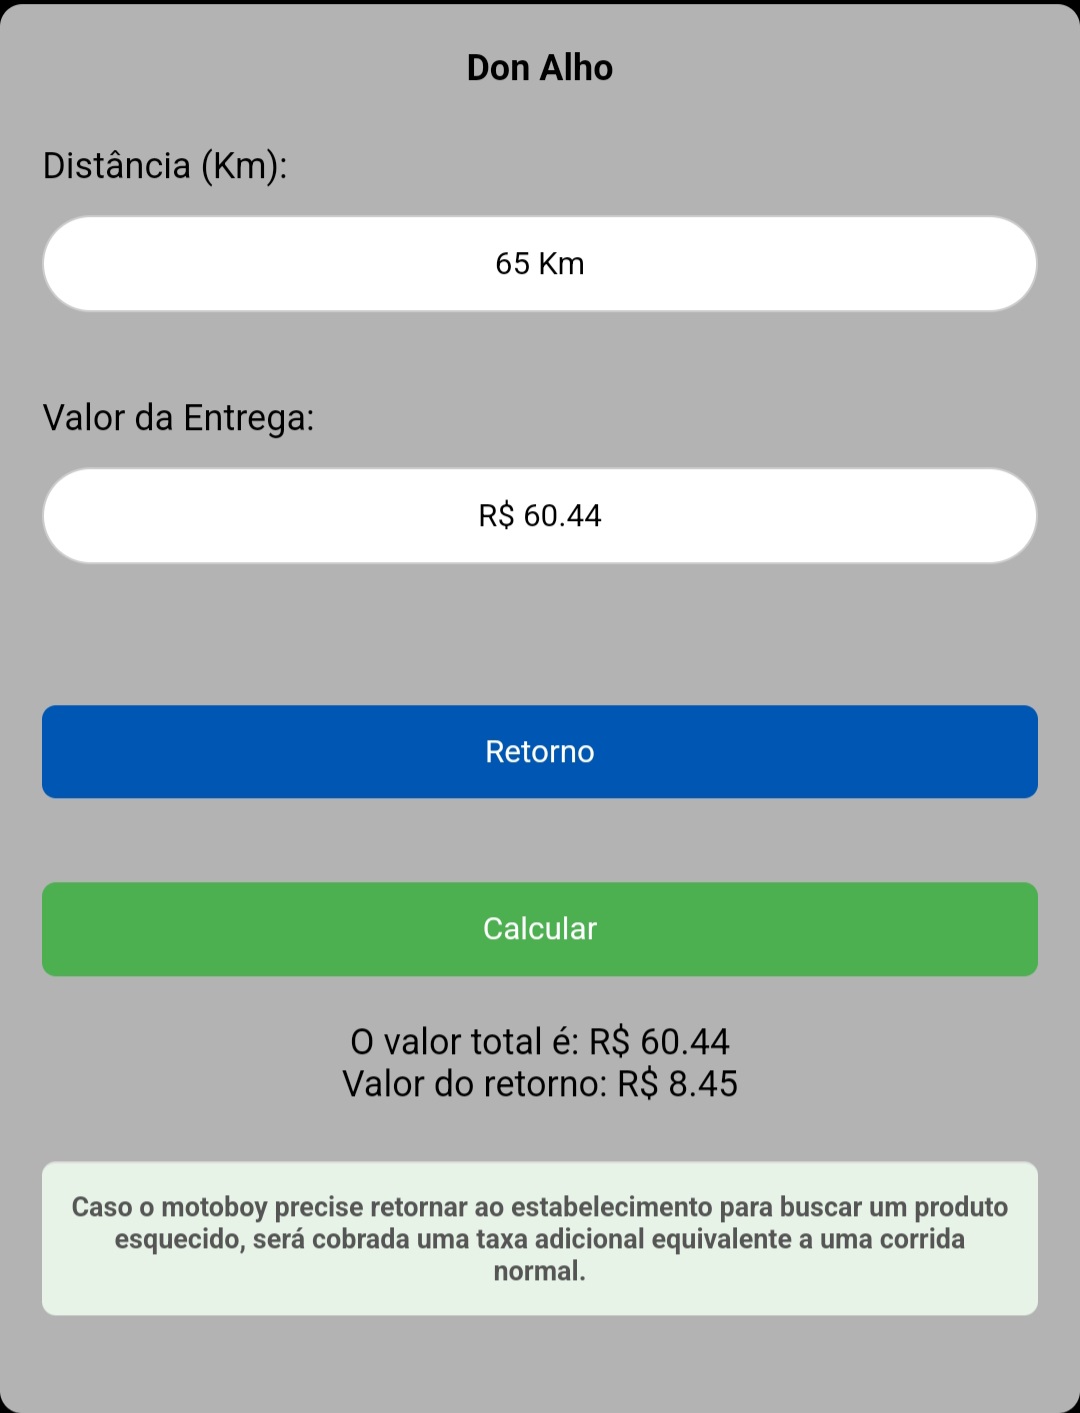 Don Alho
Distância (Km):
65 Km
Valor da Entrega:
R$ 60.44
Retorno
Calcular
O valor total é: R$ 60.44
Valor do retorno: R$ 8.45
Caso o motoboy precise retornar ao estabelecimento para buscar um produto
esquecido, será cobrada uma taxa adicional equivalente a uma corrida
normal.